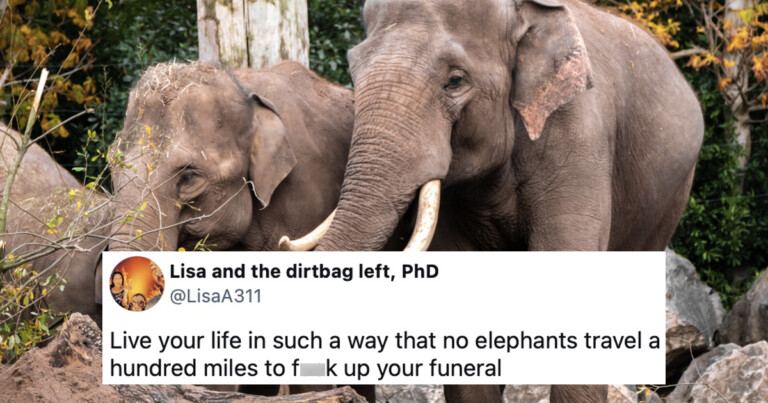 Lisa and the dirtbag left, PhD
@LisaA311
Live your life in such a way that no elephants travel a
hundred miles to f k up your funeral